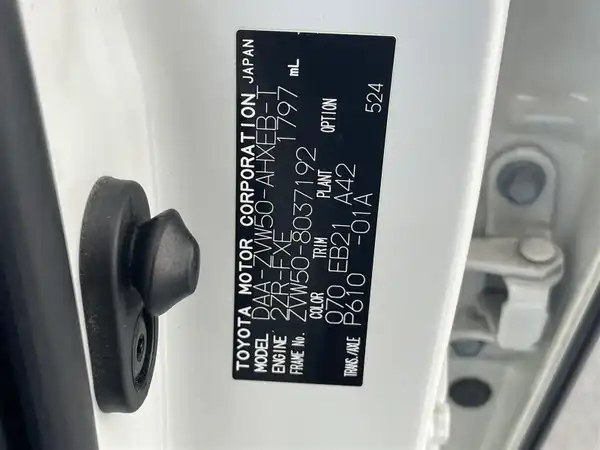 TOYOTA MOTOR CORPORATION JAPAN
MODEL DAA-ZVW50-AHXEB-T
ENGINE 2ZR-FXE 1797 mL
FRAME No. ZVW50-8037192
COLOR TRIM PLANT OPTION
070 EB21 A42 524
TRANS./AXLE P610 -01A